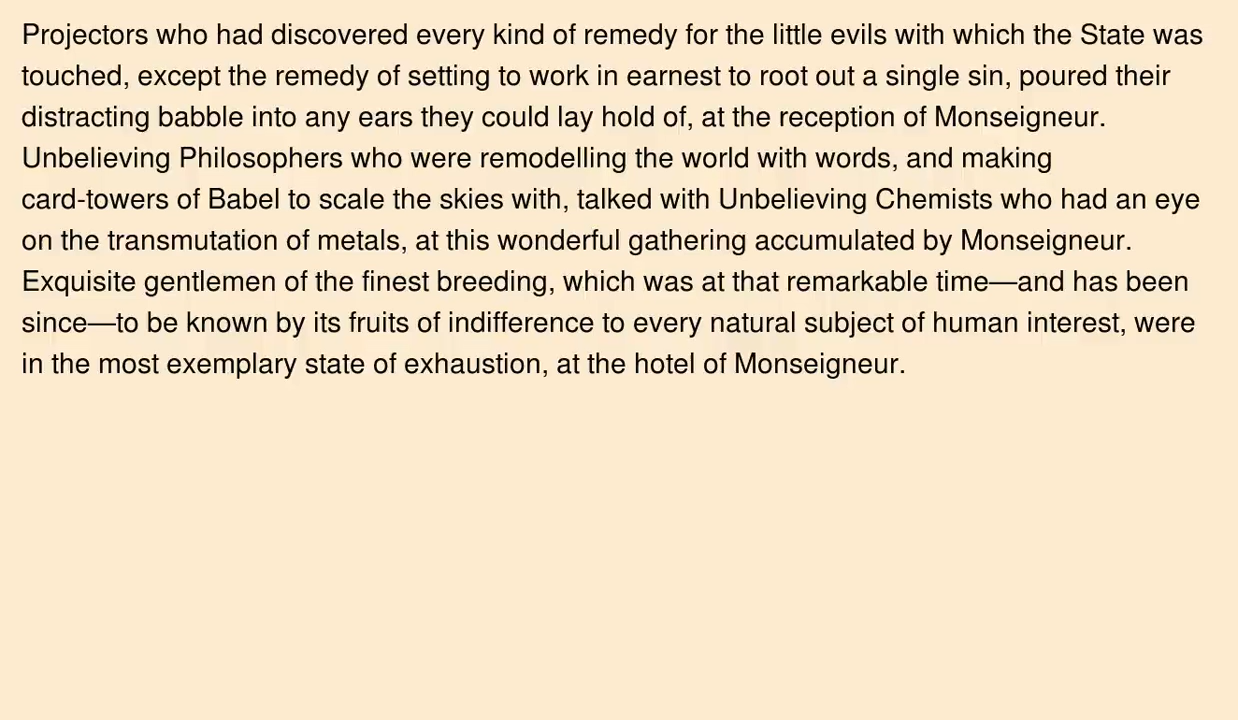 Projectors who had discovered every kind of remedy for the little evils with which the State was
touched, except the remedy of setting to work in earnest to root out a single sin, poured their
distracting babble into any ears they could lay hold of, at the reception of Monseigneur.
Unbelieving Philosophers who were remodelling the world with words, and making
card-towers of Babel to scale the skies with, talked with Unbelieving Chemists who had an eye
on the transmutation of metals, at this wonderful gathering accumulated by Monseigneur.
Exquisite gentlemen of the finest breeding, which was at that remarkable time—and has been
since—to be known by its fruits of indifference to every natural subject of human interest, were
in the most exemplary state of exhaustion, at the hotel of Monseigneur.